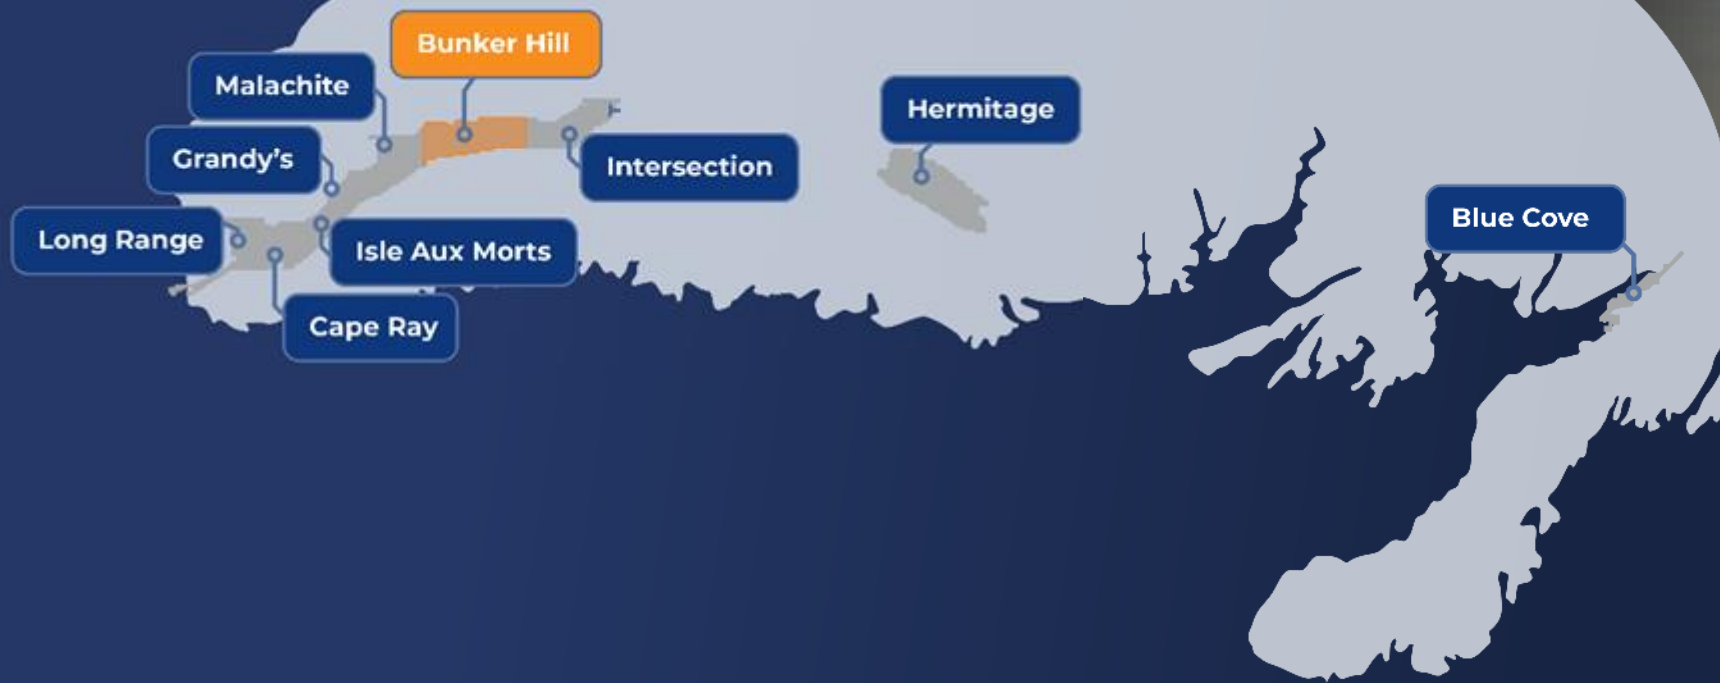 Bunker Hill
Malachite
Hermitage
Grandy's
Intersection
Blue Cove
Long Range
Isle Aux Morts
Cape Ray